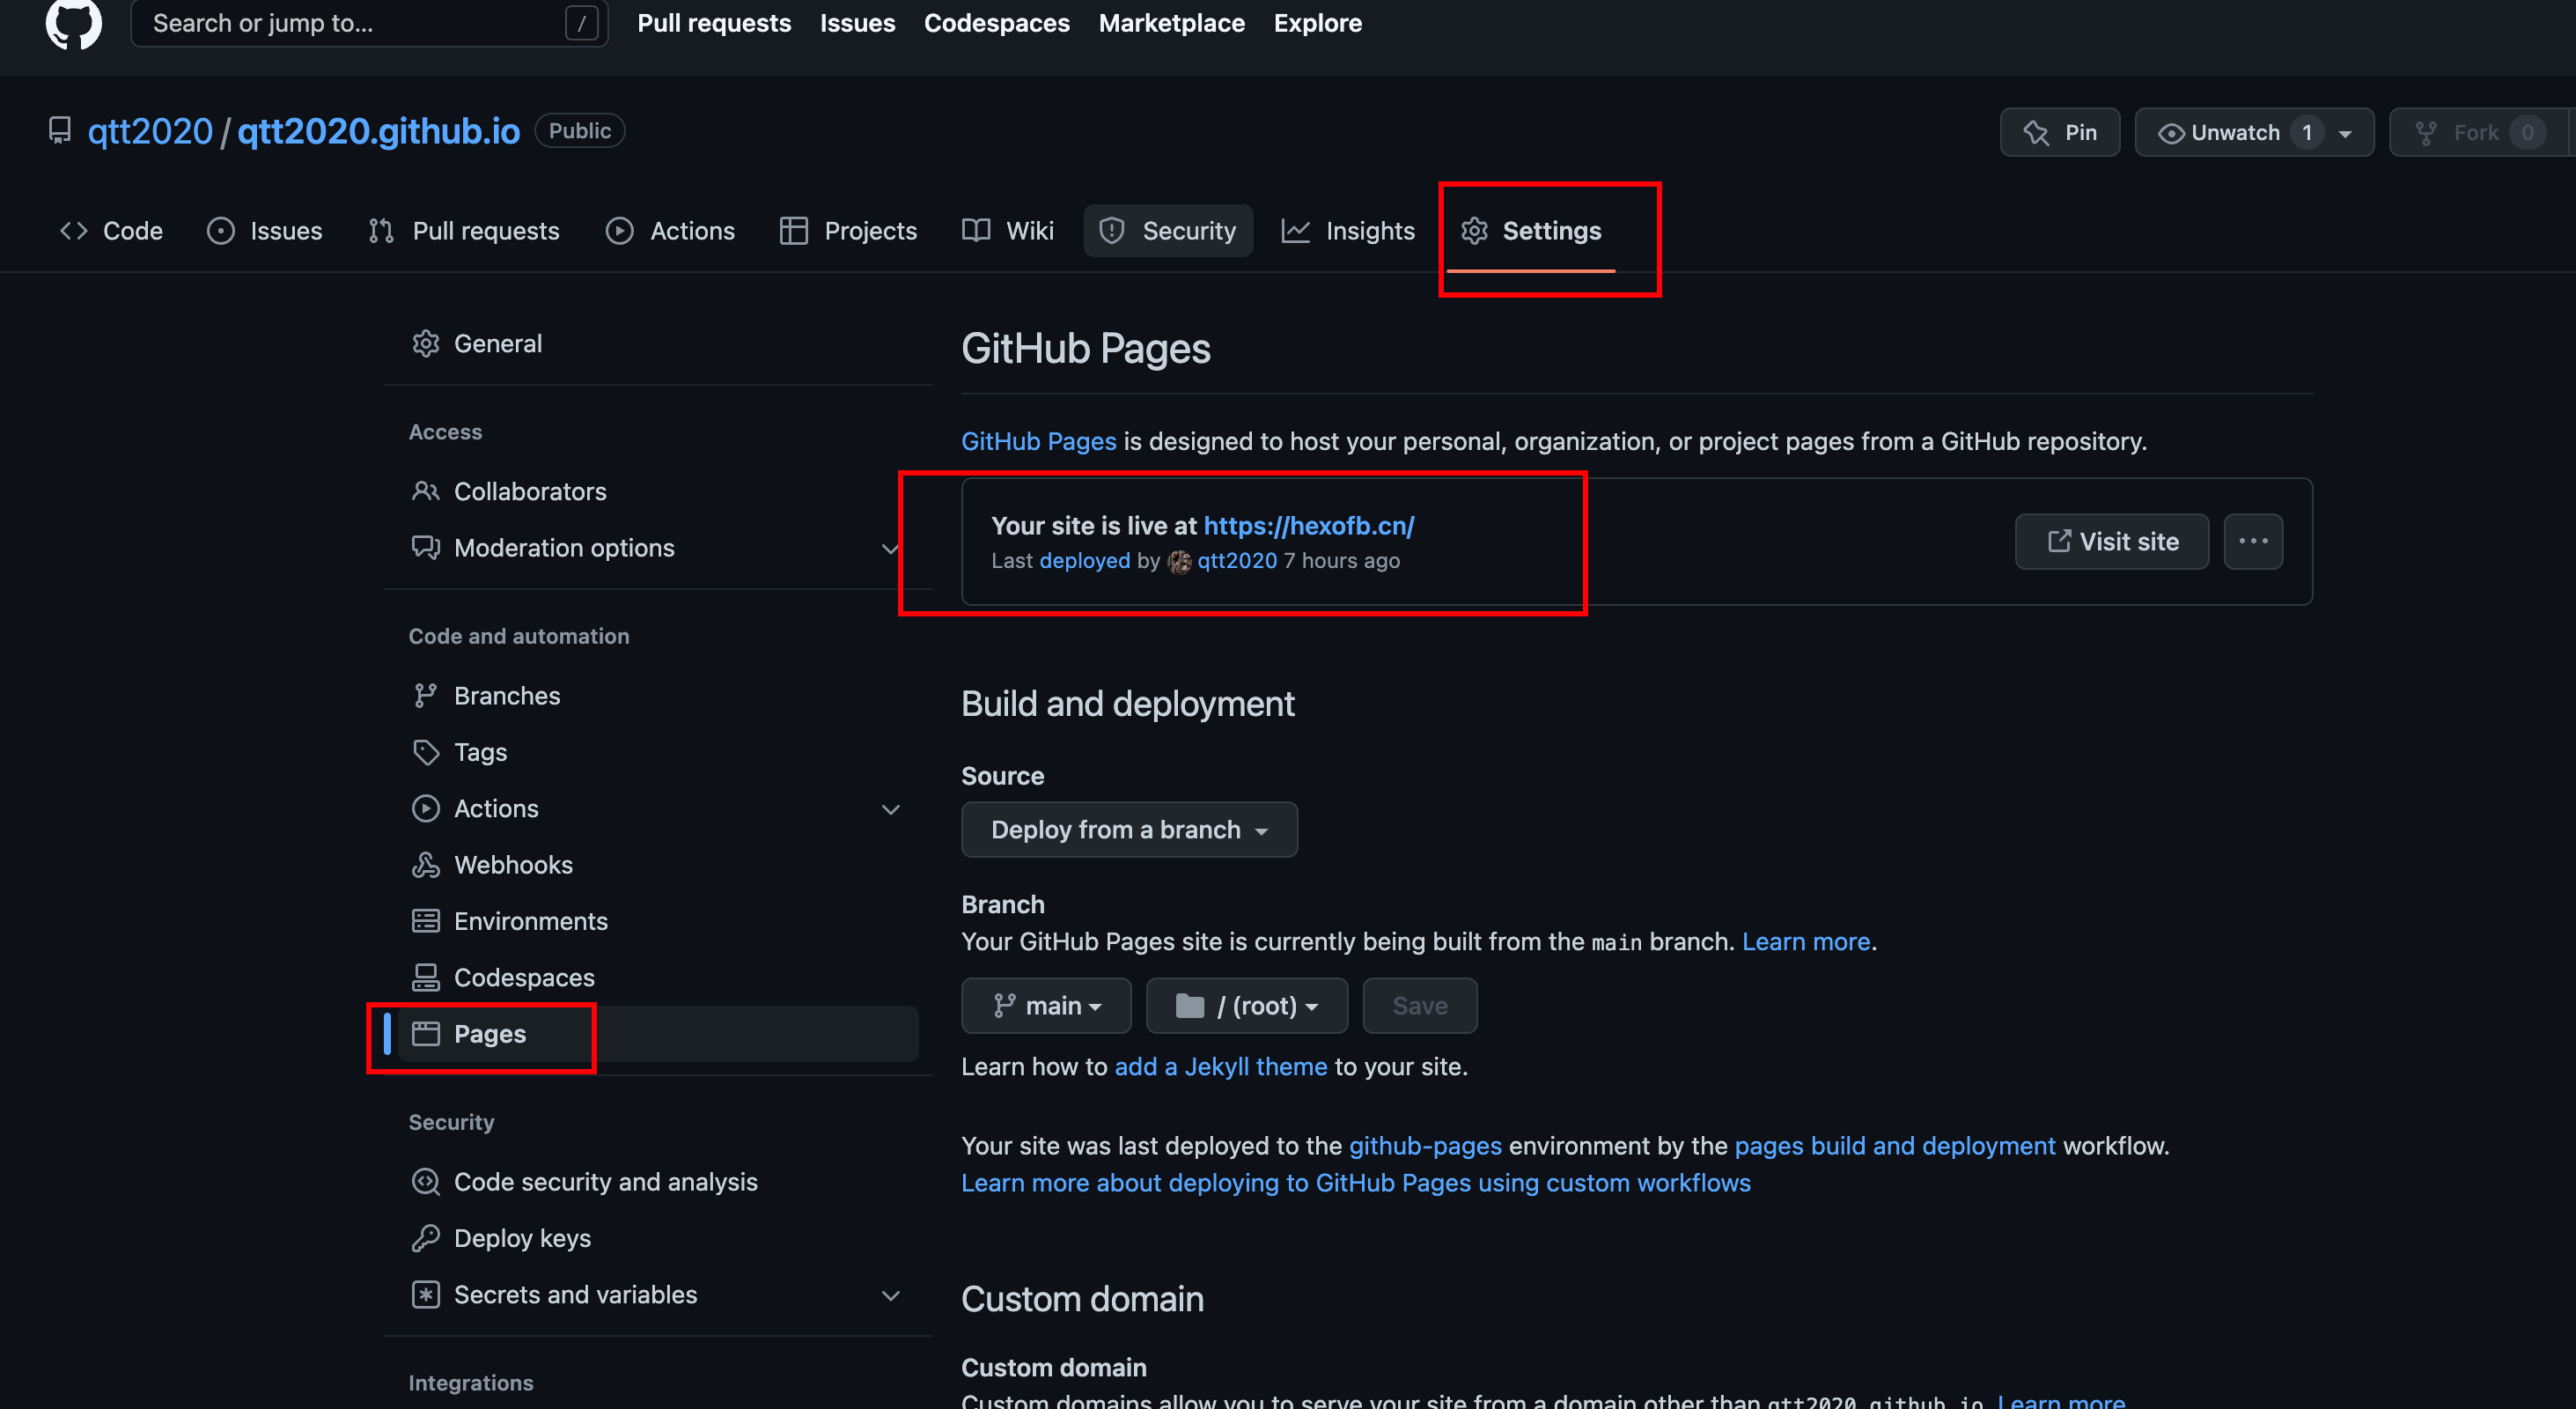 Search or jump to... /
Pull requests Issues Codespaces Marketplace Explore
qtt2020 / qtt2020.github.io Public
Pin
Unwatch 1
Fork 0
Code Issues Pull requests Actions Projects Wiki Security Insights Settings
General
Access
Collaborators
Moderation options
Code and automation
Branches
Tags
Actions
Webhooks
Environments
Codespaces
Pages
Security
Code security and analysis
Deploy keys
Secrets and variables
Integrations
GitHub Pages
GitHub Pages is designed to host your personal, organization, or project pages from a GitHub repository.
Your site is live at https://hexofb.cn/
Last deployed by qtt2020 7 hours ago
Visit site
Build and deployment
Source
Deploy from a branch
Branch
Your GitHub Pages site is currently being built from the main branch. Learn more.
main / (root) Save
Learn how to add a Jekyll theme to your site.
Your site was last deployed to the github-pages environment by the pages build and deployment workflow.
Learn more about deploying to GitHub Pages using custom workflows
Custom domain
Custom domain
Custom domains allow you to serve your site from a domain other than qtt2020.github.io. Learn more